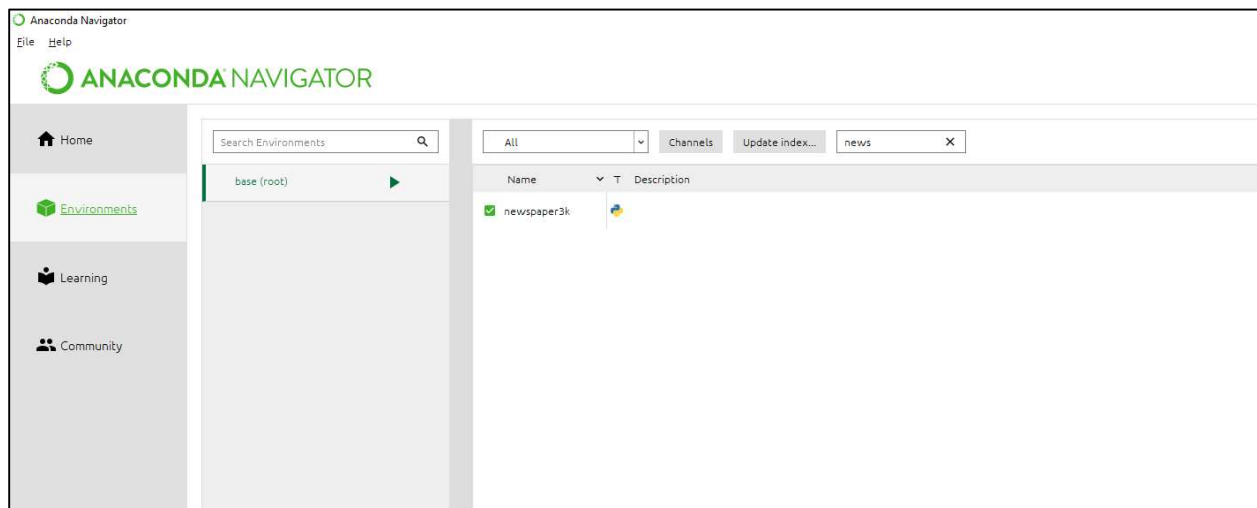 Anaconda Navigator
File Help
ANACONDA NAVIGATOR
Home
Environments
Learning
Community
Search Environments
base (root)
All Channels Update index... news
Name T Description
newspaper3k